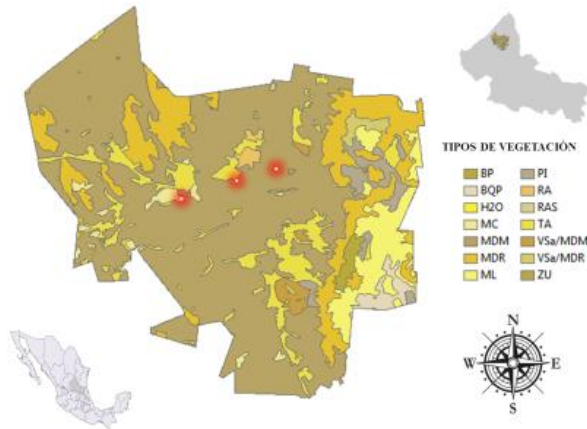 TIPOS DE VEGETACIÓN
BP
BQP
H2O
MC
MDM
MDR
ML
PI
RA
RAS
TA
VSa/MDM
VSa/MDR
ZU
N
W
E
S